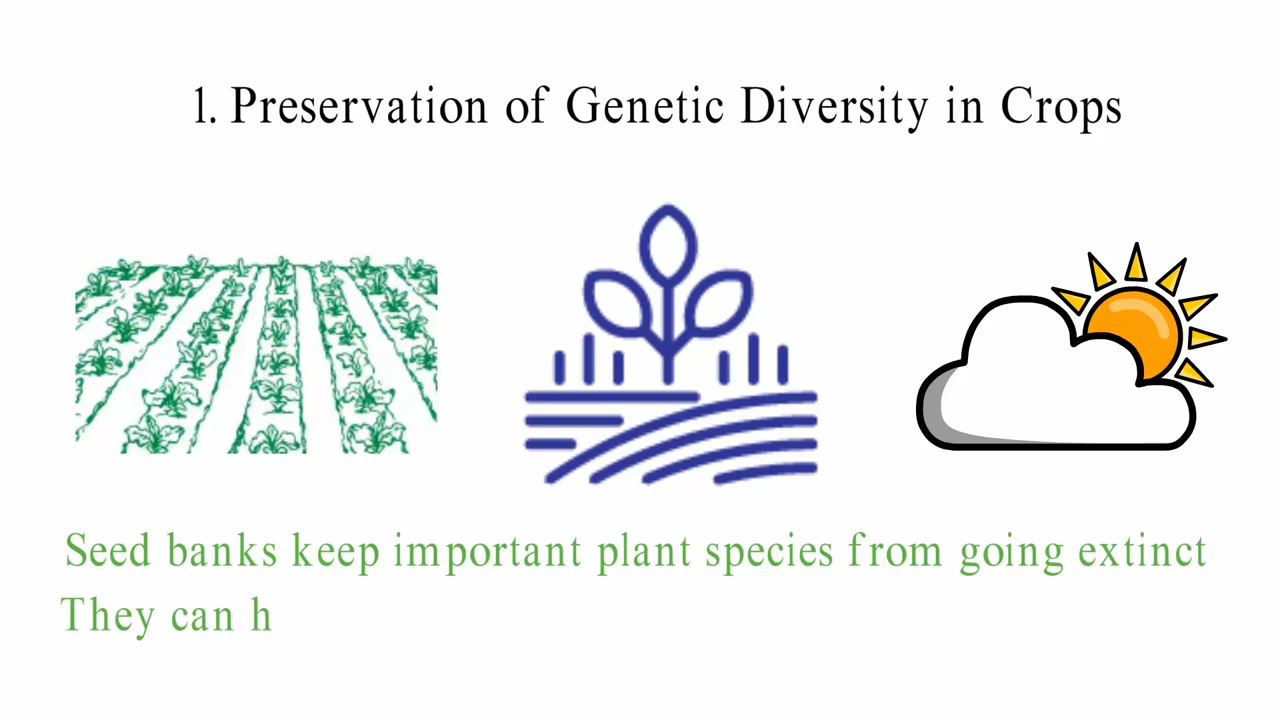 1. Preservation of Genetic Diversity in Crops
Seed banks keep important plant species from going extinct
They can h